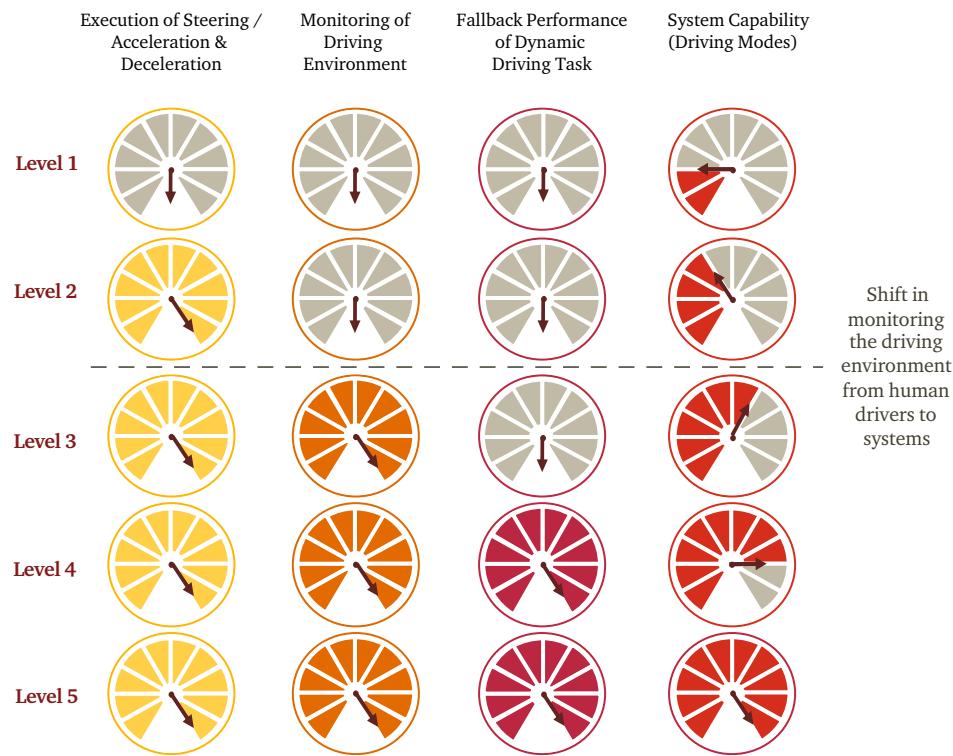 Execution of Steering /
Acceleration &
Deceleration
Monitoring of
Driving
Environment
Fallback Performance
of Dynamic
Driving Task
System Capability
(Driving Modes)
Level 1
Level 2
Level 3
Level 4
Level 5
Shift in
monitoring
the driving
environment
from human
drivers to
systems